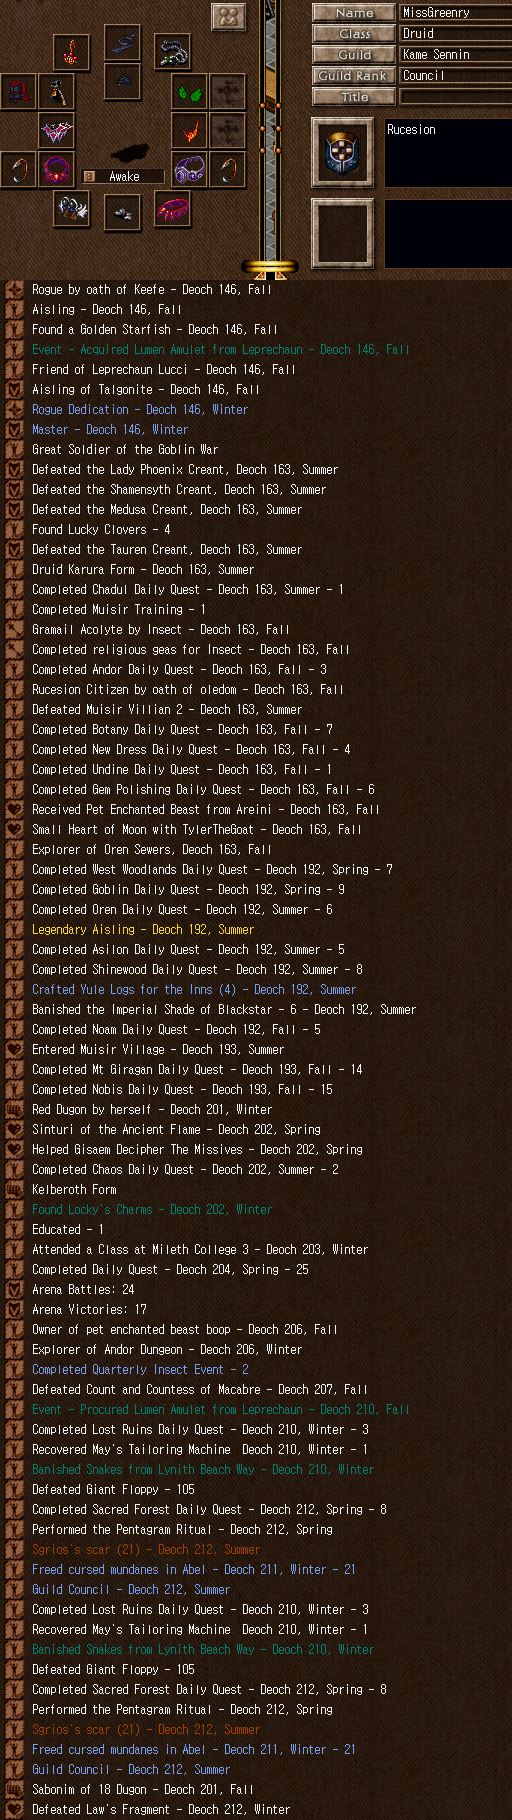 Name MissGreenry
Class Druid
Guild Kame Sennin
Guild Rank Council
Title
Rucesion
Awake
Rogue by oath of Keefe - Deoch 146, Fall
Aisling - Deoch 146, Fall
Found a Golden Starfish - Deoch 146, Fall
Event - Acquired Lumen Amulet from Leprechaun - Deoch 146, Fall
Friend of Leprechaun Lucci - Deoch 146, Fall
Aisling of Talgonite - Deoch 146, Fall
Rogue Dedication - Deoch 146, Winter
Master - Deoch 146, Winter
Great Soldier of the Goblin War
Defeated the Lady Phoenix Creant, Deoch 163, Summer
Defeated the Shamensyth Creant, Deoch 163, Summer
Defeated the Medusa Creant, Deoch 163, Summer
Found Lucky Clovers - 4
Defeated the Tauren Creant, Deoch 163, Summer
Druid Karura Form - Deoch 163, Summer
Completed Chadul Daily Quest - Deoch 163, Summer - 1
Completed Muisir Training - 1
Gramail Acolyte by Insect - Deoch 163, Fall
Completed religious geas for Insect - Deoch 163, Fall
Completed Andor Daily Quest - Deoch 163, Fall - 3
Rucesion Citizen by oath of oledom - Deoch 163, Fall
Defeated Muisir Villian 2 - Deoch 163, Summer
Completed Botany Daily Quest - Deoch 163, Fall - 7
Completed New Dress Daily Quest - Deoch 163, Fall - 4
Completed Undine Daily Quest - Deoch 163, Fall - 1
Completed Gem Polishing Daily Quest - Deoch 163, Fall - 6
Received Pet Enchanted Beast from Areini - Deoch 163, Fall
Small Heart of Moon with TylerTheGoat - Deoch 163, Fall
Explorer of Oren Sewers, Deoch 163, Fall
Completed West Woodlands Daily Quest - Deoch 192, Spring - 7
Completed Goblin Daily Quest - Deoch 192, Spring - 9
Completed Oren Daily Quest - Deoch 192, Summer - 6
Legendary Aisling - Deoch 192, Summer
Completed Asilon Daily Quest - Deoch 192, Summer - 5
Completed Shinewood Daily Quest - Deoch 192, Summer - 8
Crafted Yule Logs for the Inns (4) - Deoch 192, Summer
Banished the Imperial Shade of Blackstar - 6 - Deoch 192, Summer
Completed Noam Daily Quest - Deoch 192, Fall - 5
Entered Muisir Village - Deoch 193, Summer
Completed Mt Giragan Daily Quest - Deoch 193, Fall - 14
Completed Nobis Daily Quest - Deoch 193, Fall - 15
Red Dugon by herself - Deoch 201, Winter
Sinturi of the Ancient Flame - Deoch 202, Spring
Helped Gisaem Decipher The Missives - Deoch 202, Spring
Completed Chaos Daily Quest - Deoch 202, Summer - 2
Kelberoth Form
Found Locky's Charms - Deoch 202, Winter
Educated - 1
Attended a Class at Mileth College 3 - Deoch 203, Winter
Completed Daily Quest - Deoch 204, Spring - 25
Arena Battles: 24
Arena Victories: 17
Owner of pet enchanted beast boop - Deoch 206, Fall
Explorer of Andor Dungeon - Deoch 206, Winter
Completed Quarterly Insect Event - 2
Defeated Count and Countess of Macabre - Deoch 207, Fall
Event - Procured Lumen Amulet from Leprechaun - Deoch 210, Fall
Completed Lost Ruins Daily Quest - Deoch 210, Winter - 3
Recovered May's Tailoring Machine Deoch 210, Winter - 1
Banished Snakes from Lynith Beach Way - Deoch 210, Winter
Defeated Giant Floppy - 105
Completed Sacred Forest Daily Quest - Deoch 212, Spring - 8
Performed the Pentagram Ritual - Deoch 212, Spring
Sgrios's scar (21) - Deoch 212, Summer
Freed cursed mundanes in Abel - Deoch 211, Winter - 21
Guild Council - Deoch 212, Summer
Completed Lost Ruins Daily Quest - Deoch 210, Winter - 3
Recovered May's Tailoring Machine Deoch 210, Winter - 1
Banished Snakes from Lynith Beach Way - Deoch 210, Winter
Defeated Giant Floppy - 105
Completed Sacred Forest Daily Quest - Deoch 212, Spring - 8
Performed the Pentagram Ritual - Deoch 212, Spring
Sgrios's scar (21) - Deoch 212, Summer
Freed cursed mundanes in Abel - Deoch 211, Winter - 21
Guild Council - Deoch 212, Summer
Sabonim of 18 Dugon - Deoch 201, Fall
Defeated Law's Fragment - Deoch 212, Winter